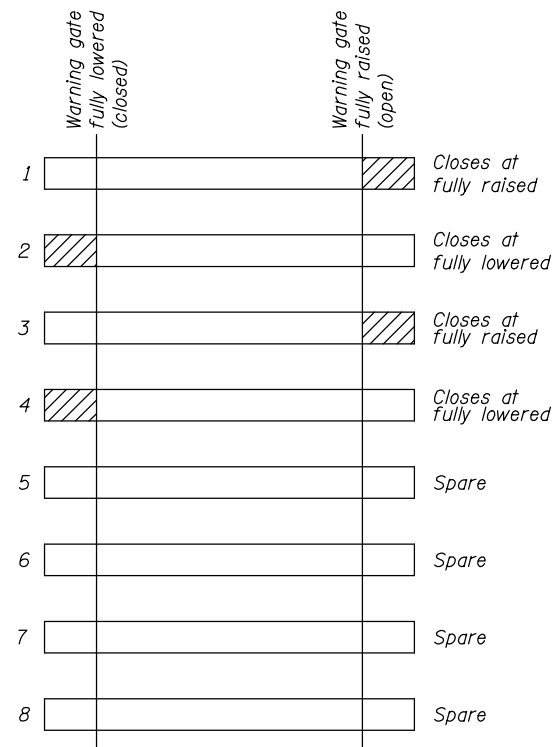 Warning gate
fully lowered
(closed)
Warning gate
fully raised
(open)
1 Closes at
fully raised
2 Closes at
fully lowered
3 Closes at
fully raised
4 Closes at
fully lowered
5 Spare
6 Spare
7 Spare
8 Spare